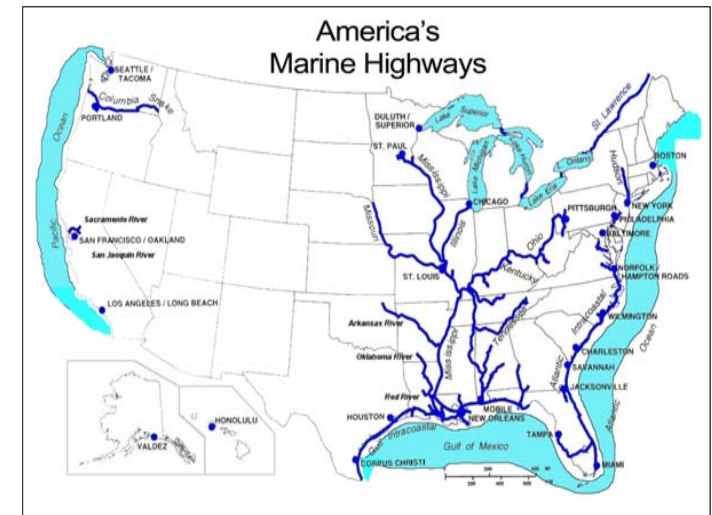 America's
Marine Highways
SEATTLE /
TACOMA
Columbia
Snake
PORTLAND
Ocean
Pacific
Sacramento River
SAN FRANCISCO / OAKLAND
San Joaquin River
LOS ANGELES / LONG BEACH
DULUTH /
SUPERIOR
Lake Superior
ST. PAUL
Mississippi
Lake Michigan
Lake Huron
L. Ontario
Lake Erie
St. Lawrence
Hudson
BOSTON
CHICAGO
PITTSBURGH
NEW YORK
PHILADELPHIA
BALTIMORE
Missouri
Illinois
Ohio
Kentucky
ST. LOUIS
NORFOLK /
HAMPTON ROADS
WILMINGTON
Intracoastal
Atlantic
Ocean
Atlantic
CHARLESTON
SAVANNAH
JACKSONVILLE
Arkansas River
Oklahoma River
Mississippi
Tennessee
Red River
HOUSTON
MOBILE
NEW ORLEANS
Gulf Intracoastal
Gulf of Mexico
TAMPA
MIAMI
CORPUS CHRISTI
VALDEZ
HONOLULU